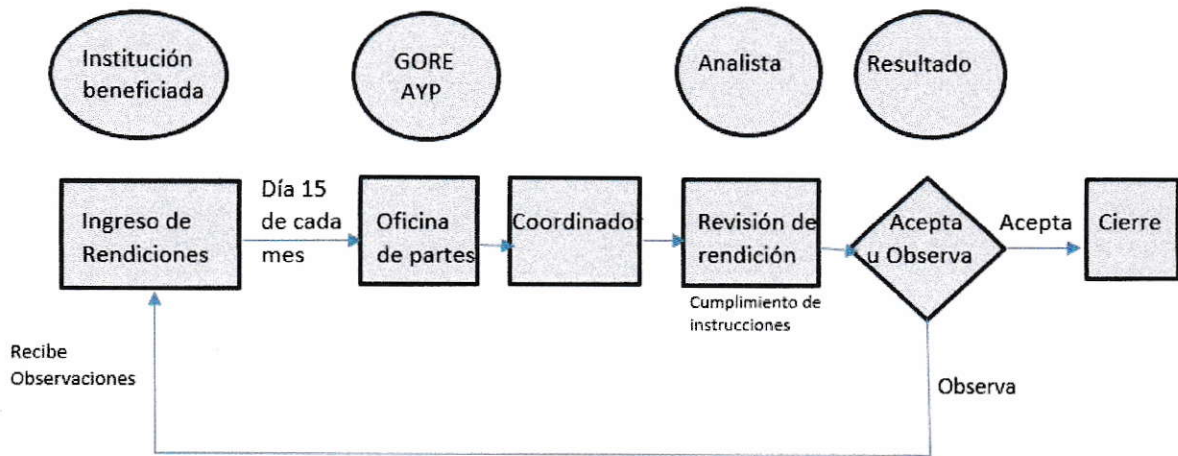 Institución
beneficiada
GORE
AYP
Analista
Resultado
Ingreso de
Rendiciones
Día 15
de cada
mes
Oficina
de partes
Coordinador
Revisión de
rendición
Cumplimiento de
instrucciones
Acepta
u Observa
Acepta
Cierre
Recibe
Observaciones
Observa